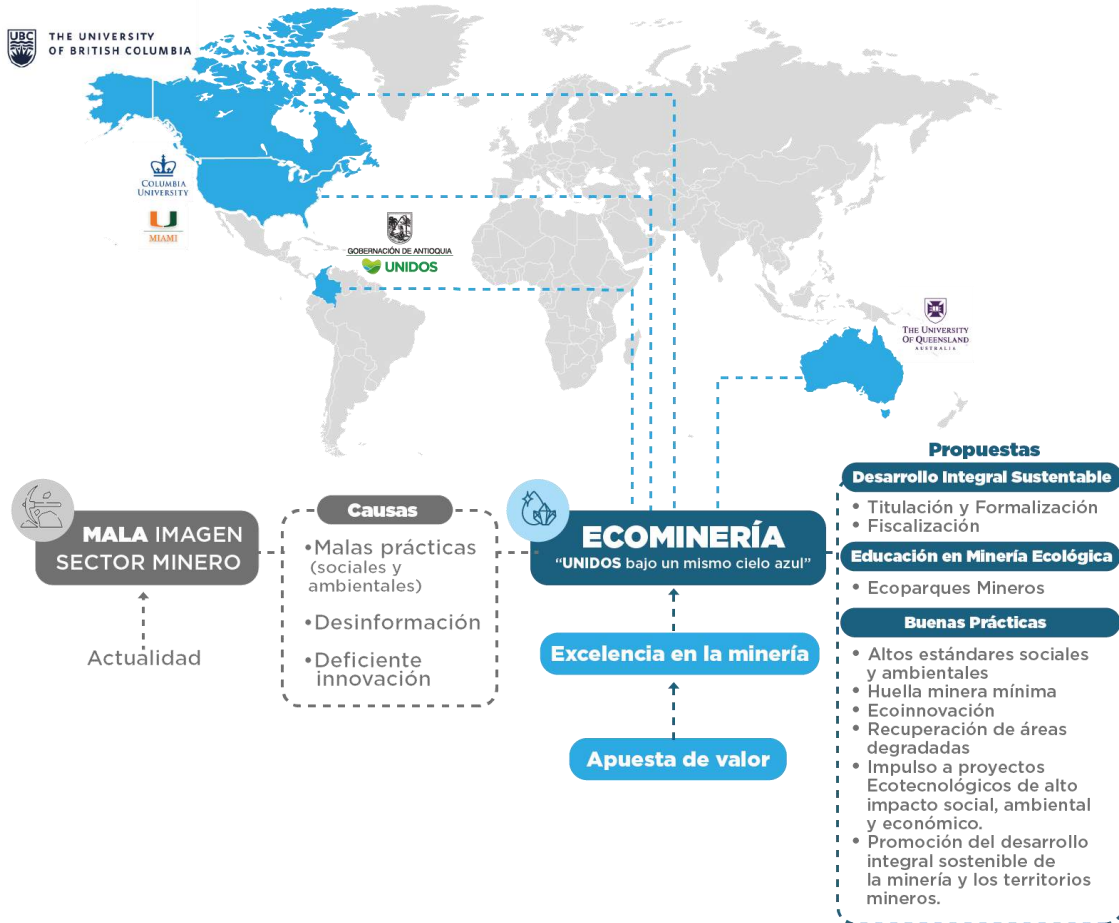 UBC
THE UNIVERSITY
OF BRITISH COLUMBIA
COLUMBIA
UNIVERSITY
U
MIAMI
GOBERNACIÓN DE ANTIOQUIA
UNIDOS
THE UNIVERSITY
OF QUEENSLAND
AUSTRALIA
MALA IMAGEN
SECTOR MINERO
Actualidad
Causas
•Malas prácticas
(sociales y
ambientales)
•Desinformación
•Deficiente
innovación
ECOMINERÍA
“UNIDOS bajo un mismo cielo azul”
Excelencia en la minería
Apuesta de valor
Propuestas
Desarrollo Integral Sustentable
• Titulación y Formalización
• Fiscalización
Educación en Minería Ecológica
• Ecoparques Mineros
Buenas Prácticas
• Altos estándares sociales
y ambientales
• Huella minera mínima
• Ecoinnovación
• Recuperación de áreas
degradadas
• Impulso a proyectos
Ecotecnológicos de alto
impacto social, ambiental
y económico.
• Promoción del desarrollo
integral sostenible de
la minería y los territorios
mineros.